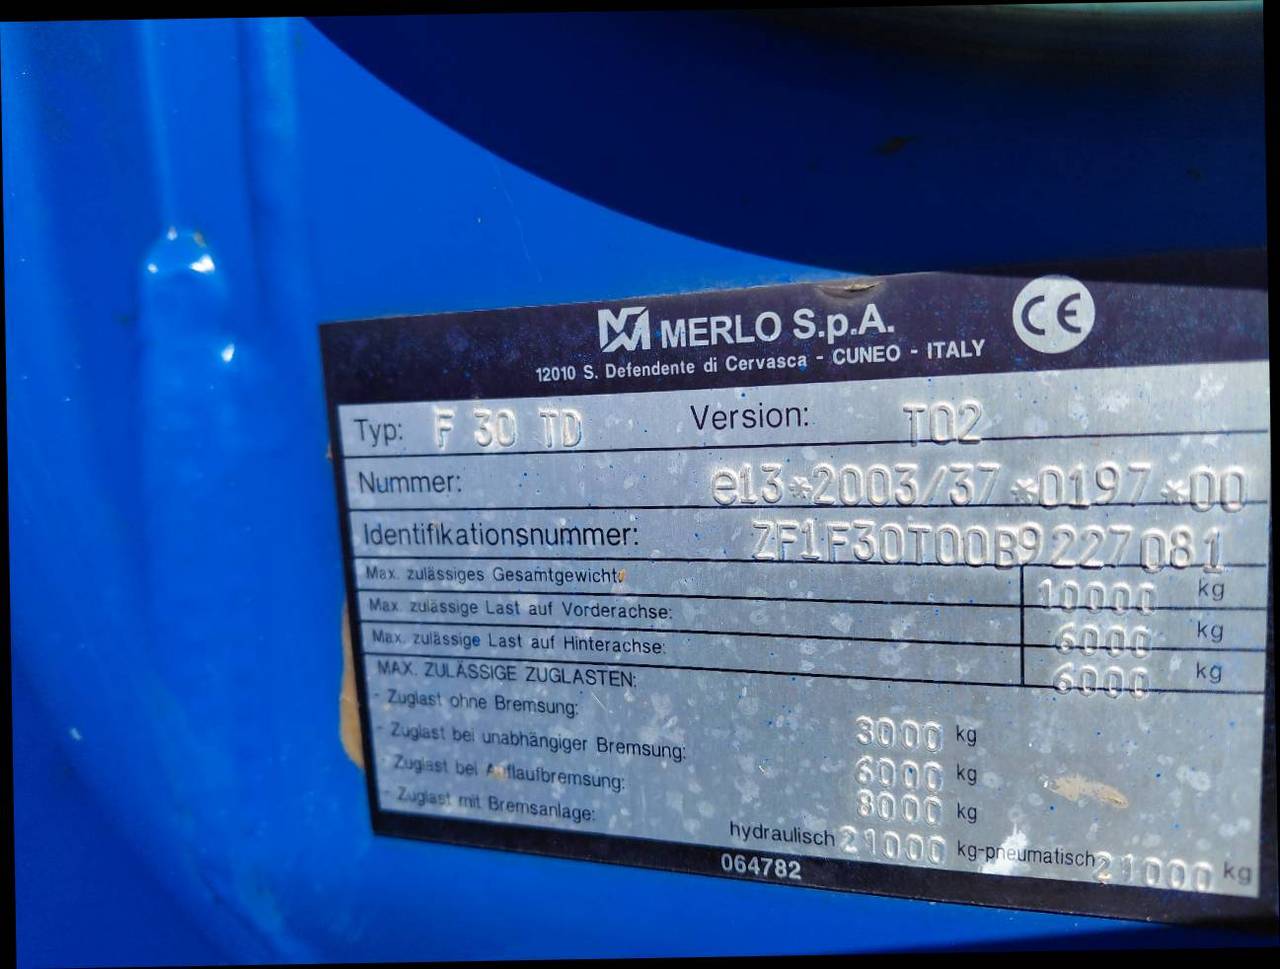 MERLO S.p.A. CE
12010 S. Defendente di Cervasca - CUNEO - ITALY
Typ: F 30 TD Version: T02
Nummer: e13*2003/37*0197*00
Identifikationsnummer: ZF1F30T00B9227081
Max. zulässiges Gesamtgewicht: 10000 kg
Max. zulässige Last auf Vorderachse: 6000 kg
Max. zulässige Last auf Hinterachse: 6000 kg
MAX. ZULÄSSIGE ZUGLASTEN:
- Zuglast ohne Bremsung: 3000 kg
- Zuglast bei unabhängiger Bremsung: 6000 kg
- Zuglast bei Auflaufbremsung: 8000 kg
- Zuglast mit Bremsanlage: hydraulisch 21000 kg-pneumatisch 21000 kg
064782